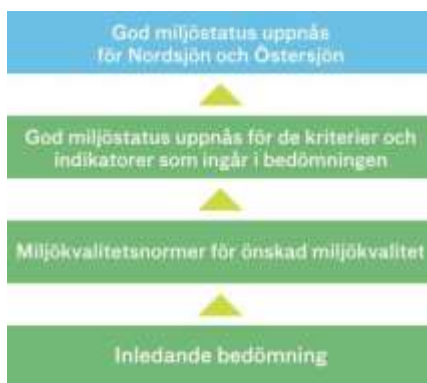 God miljöstatus uppnås
för Nordsjön och Östersjön
God miljöstatus uppnås för de kriterier och
indikatorer som ingår i bedömningen
Miljökvalitetsnormer för önskad miljökvalitet
Inledande bedömning